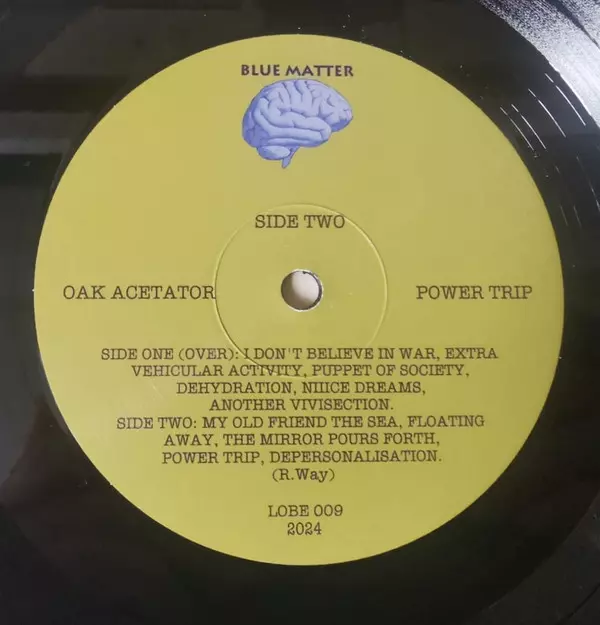 BLUE MATTER
SIDE TWO
OAK ACETATOR POWER TRIP
SIDE ONE (OVER): I DON'T BELIEVE IN WAR, EXTRA
VEHICULAR ACTIVITY, PUPPET OF SOCIETY,
DEHYDRATION, NIIICE DREAMS,
ANOTHER VIVISECTION.
SIDE TWO: MY OLD FRIEND THE SEA, FLOATING
AWAY, THE MIRROR POURS FORTH,
POWER TRIP, DEPERSONALISATION.
(R.Way)
LOBE 009
2024